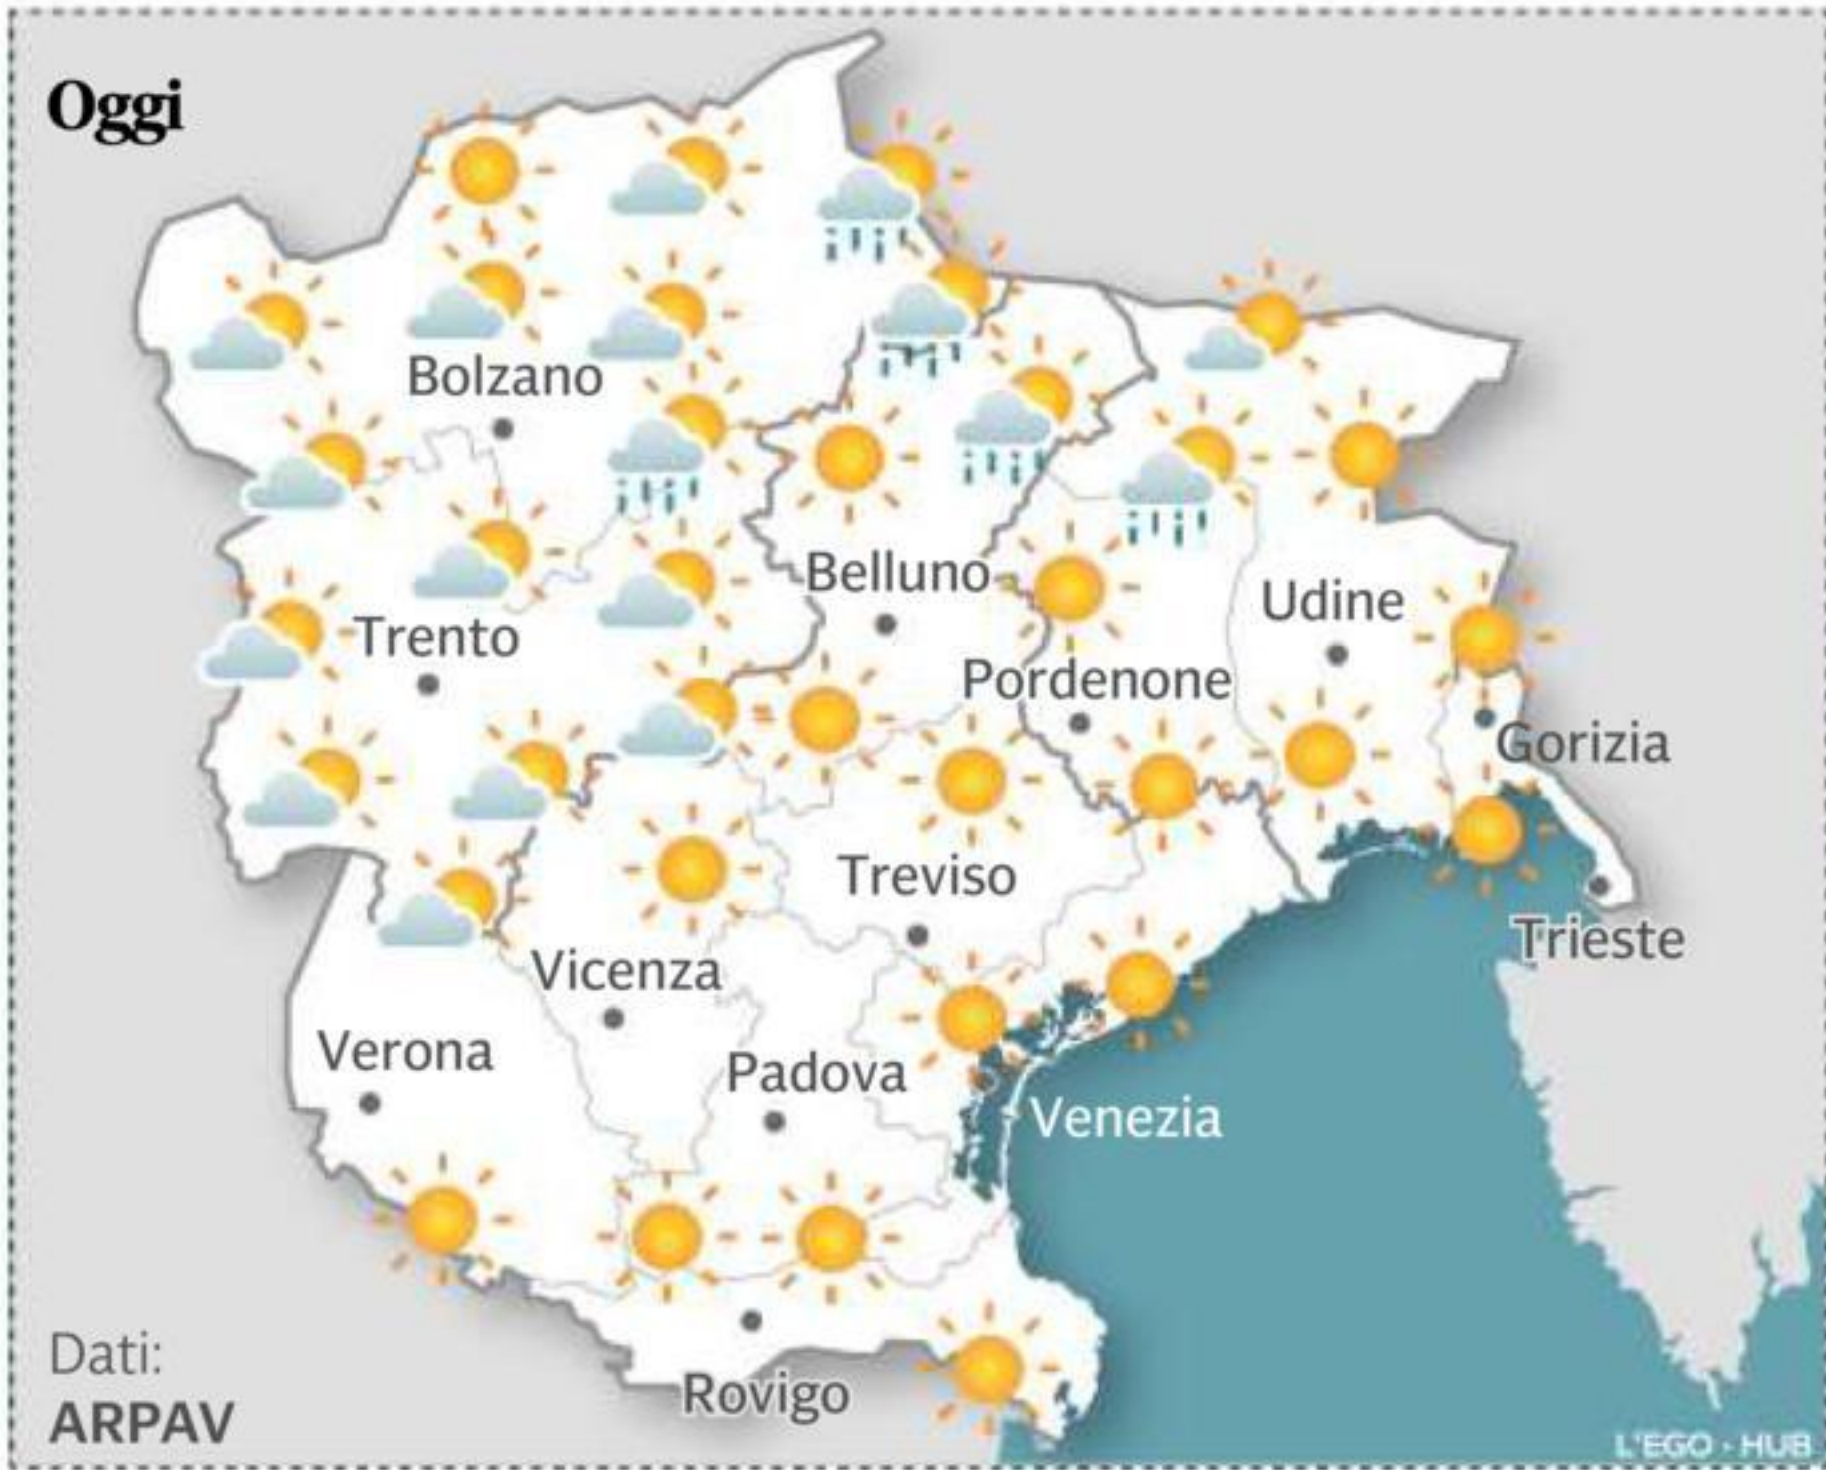 Oggi
Bolzano
Belluno
Udine
Trento
Pordenone
Gorizia
Treviso
Trieste
Vicenza
Verona
Padova
Venezia
Dati:
ARPAV
Rovigo
L'EGO - HUB